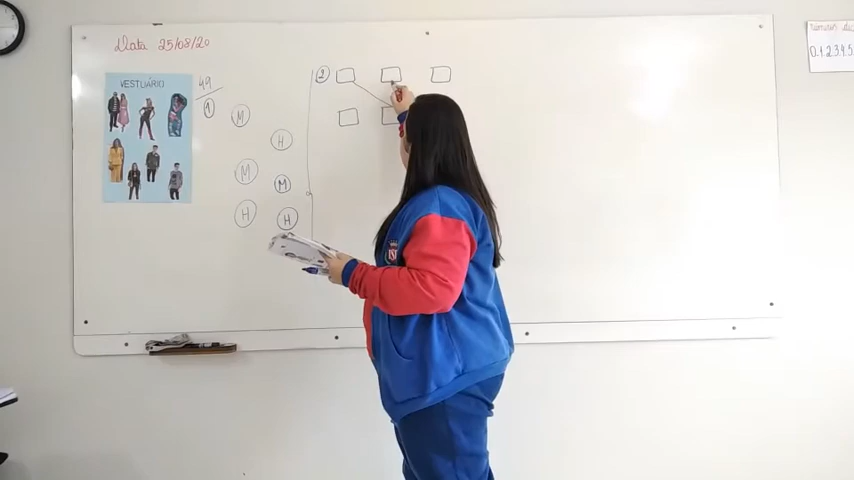 Data 25/08/20
VESTUÁRIO
49
1
M
H
M
M
H
H
2
0.1.2.3.4.5